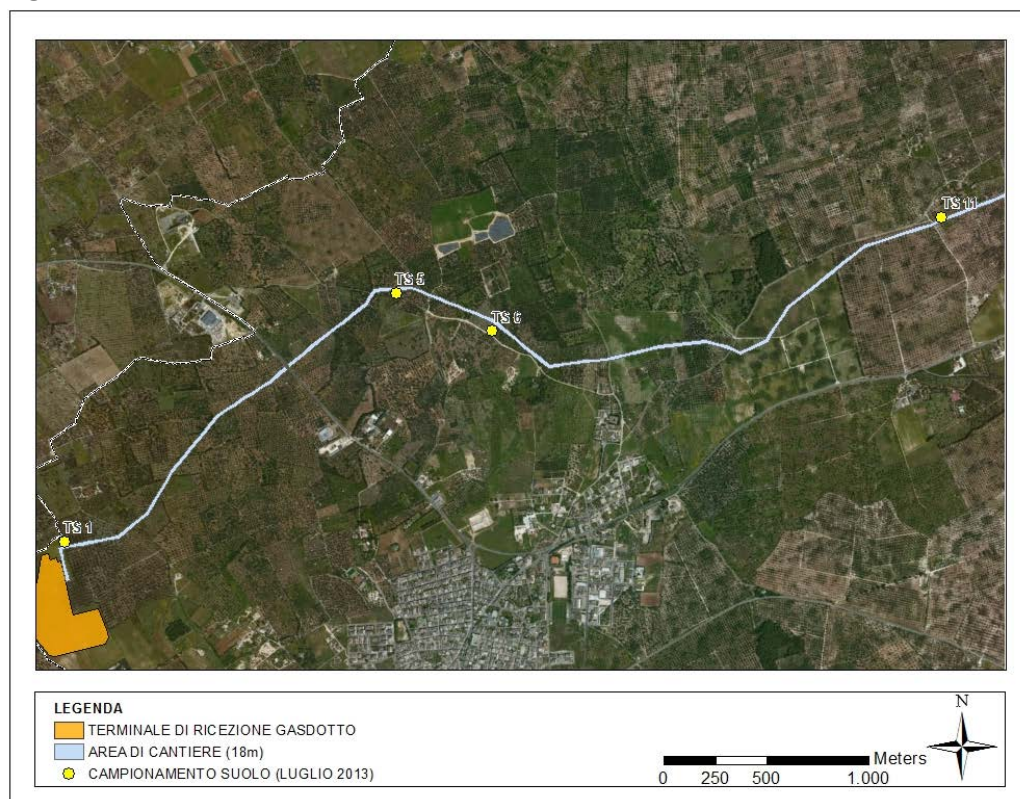 TS 11
TS 5
TS 6
TS 1
LEGENDA
TERMINALE DI RICEZIONE GASDOTTO
AREA DI CANTIERE (18m)
CAMPIONAMENTO SUOLO (LUGLIO 2013)
N
Meters
0 250 500 1.000